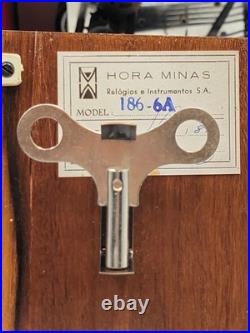 HORA MINAS
Relógios e Instrumentos S.A.
MODEL: 186-6A